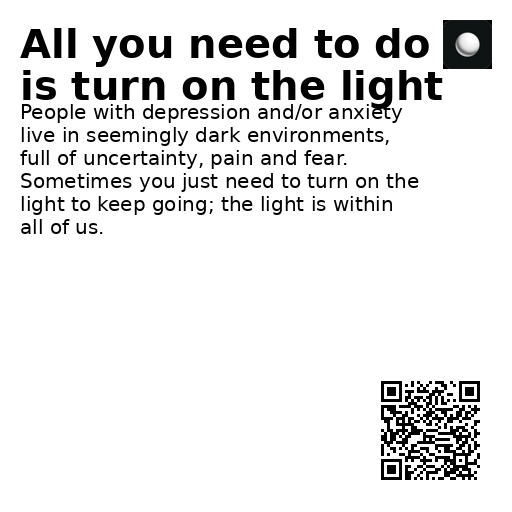 All you need to do
is turn on the light
People with depression and/or anxiety
live in seemingly dark environments,
full of uncertainty, pain and fear.
Sometimes you just need to turn on the
light to keep going; the light is within
all of us.